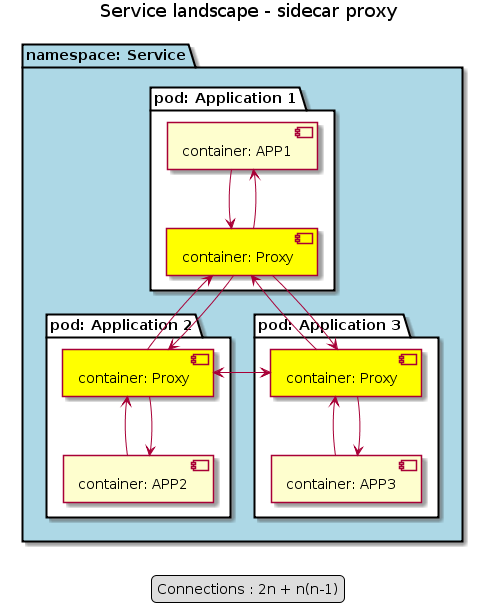 Service landscape - sidecar proxy
namespace: Service
pod: Application 1
container: APP1
container: Proxy
pod: Application 2
pod: Application 3
container: Proxy
container: Proxy
container: APP2
container: APP3
Connections : 2n + n(n-1)